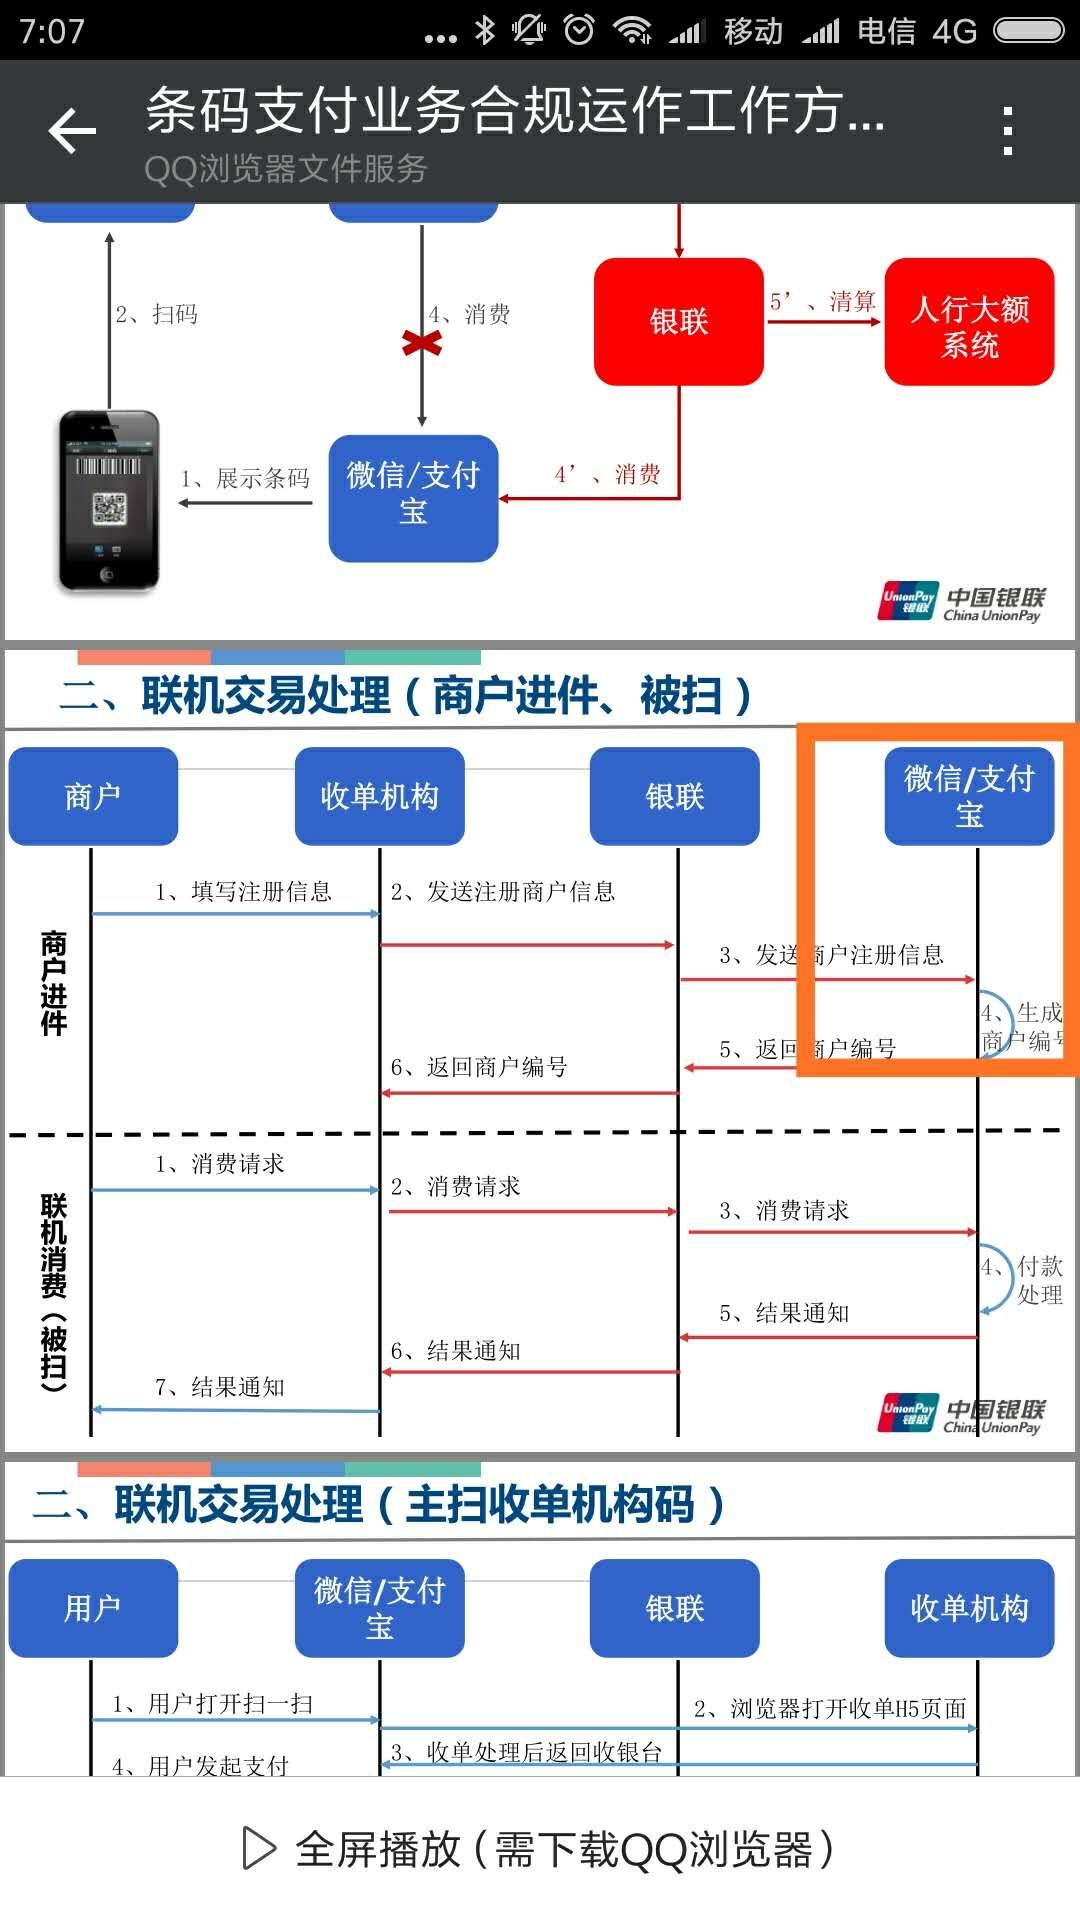 7:07
移动
电信 4G
条码支付业务合规运作工作方...
QQ浏览器文件服务
2、扫码
4、消费
银联
5’、清算
人行大额
系统
1、展示条码
微信/支付
宝
4’、消费
UnionPay
银联
中国银联
China UnionPay
二、联机交易处理（商户进件、被扫）
商户
收单机构
银联
微信/支付
宝
商户进件
1、填写注册信息
2、发送注册商户信息
3、发送商户注册信息
4、生成
商户编号
5、返回商户编号
6、返回商户编号
联机消费（被扫）
1、消费请求
2、消费请求
3、消费请求
4、付款
处理
5、结果通知
6、结果通知
7、结果通知
UnionPay
银联
中国银联
China UnionPay
二、联机交易处理（主扫收单机构码）
用户
微信/支付
宝
银联
收单机构
1、用户打开扫一扫
2、浏览器打开收单H5页面
3、收单处理后返回收银台
4、用户发起支付
全屏播放（需下载QQ浏览器）